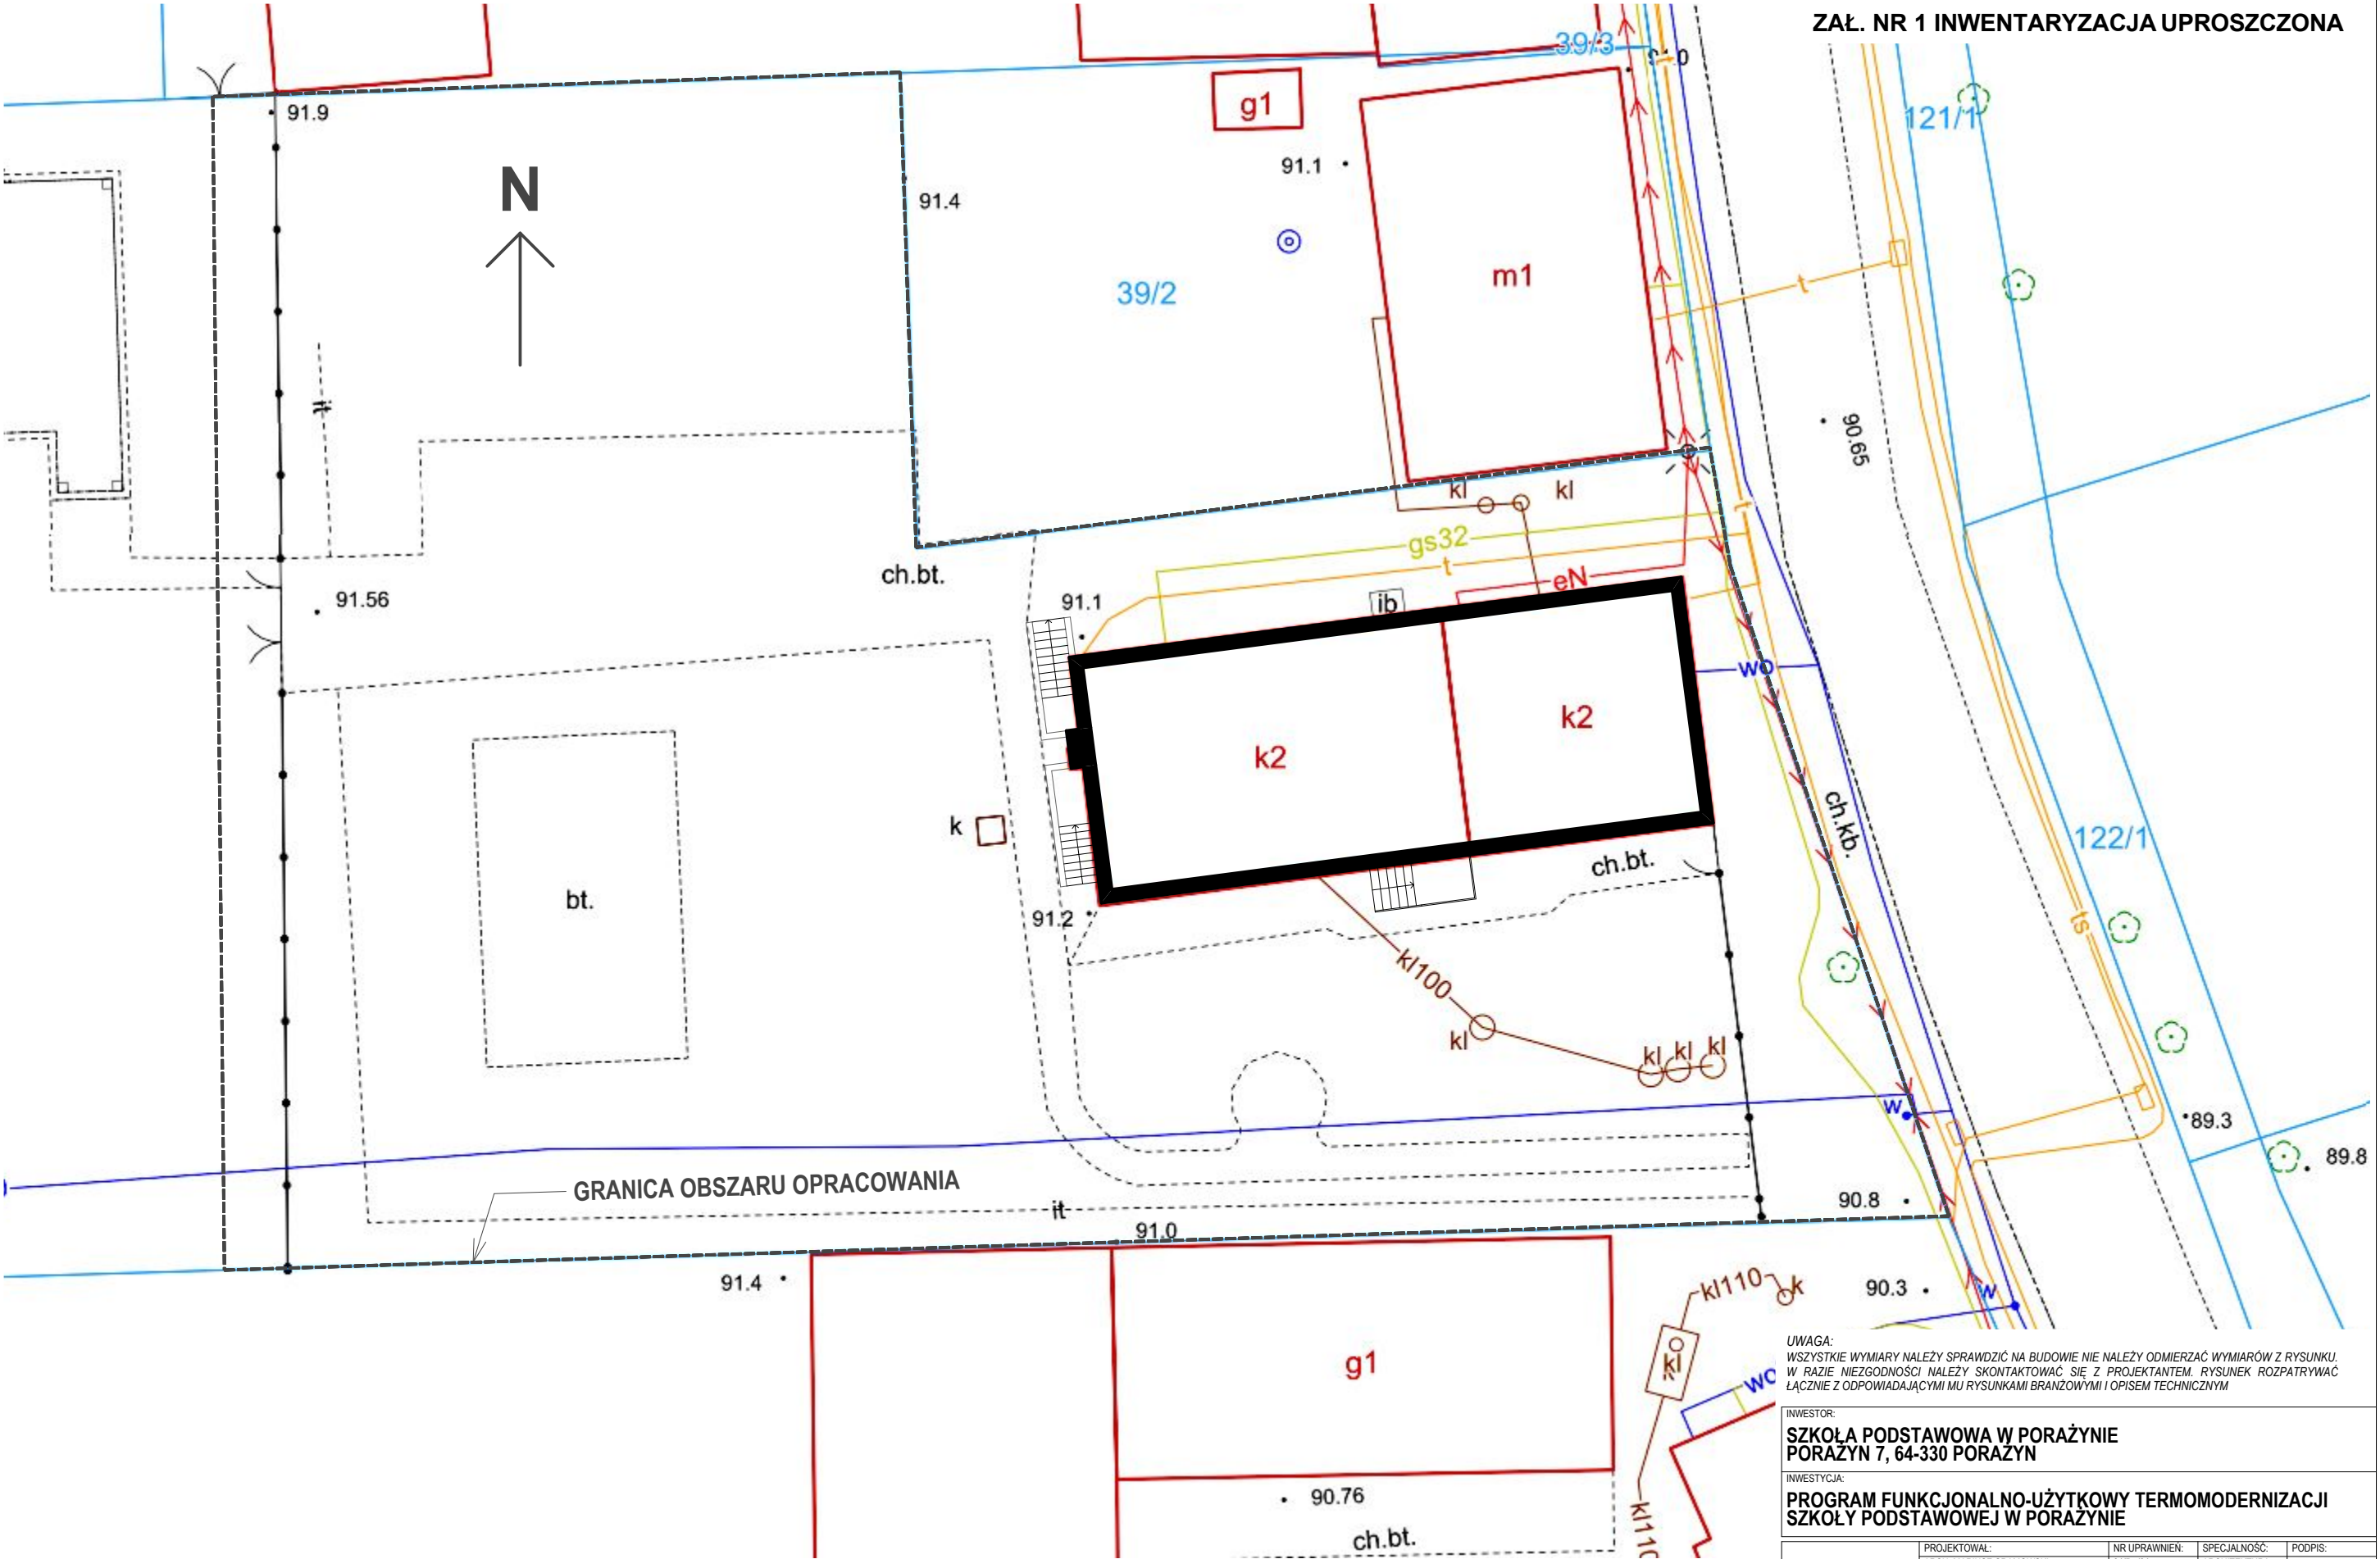 ZAŁ. NR 1 INWENTARYZACJA UPROSZCZONA
39/3
91.9
g1
121/1
91.1
N
91.4
39/2
m1
t
it
90.65
kl
kl
t
gs32
t
ch.bt.
eN
91.56
91.1
ib
wo
k2
k2
ch.kb.
k
122/1
ch.bt.
bt.
91.2
ts
kl100
kl
kl
kl
kl
w
89.3
89.8
GRANICA OBSZARU OPRACOWANIA
it
90.8
91.0
91.4
kl110
k
90.3
w
g1
kl
wo
UWAGA:
WSZYSTKIE WYMIARY NALEŻY SPRAWDZIĆ NA BUDOWIE NIE NALEŻY ODMIERZAĆ WYMIARÓW Z RYSUNKU.
W RAZIE NIEZGODNOŚCI NALEŻY SKONTAKTOWAĆ SIĘ Z PROJEKTANTEM. RYSUNEK ROZPATRYWAĆ
ŁĄCZNIE Z ODPOWIADAJĄCYMI MU RYSUNKAMI BRANŻOWYMI I OPISEM TECHNICZNYM
INWESTOR:
SZKOŁA PODSTAWOWA W PORAŻYNIE
PORAŻYN 7, 64-330 PORAŻYN
INWESTYCJA:
PROGRAM FUNKCJONALNO-UŻYTKOWY TERMOMODERNIZACJI
SZKOŁY PODSTAWOWEJ W PORAŻYNIE
90.76
kl110
ch.bt.
PROJEKTOWAŁ: NR UPRAWNIEŃ: SPECJALNOŚĆ: PODPIS: